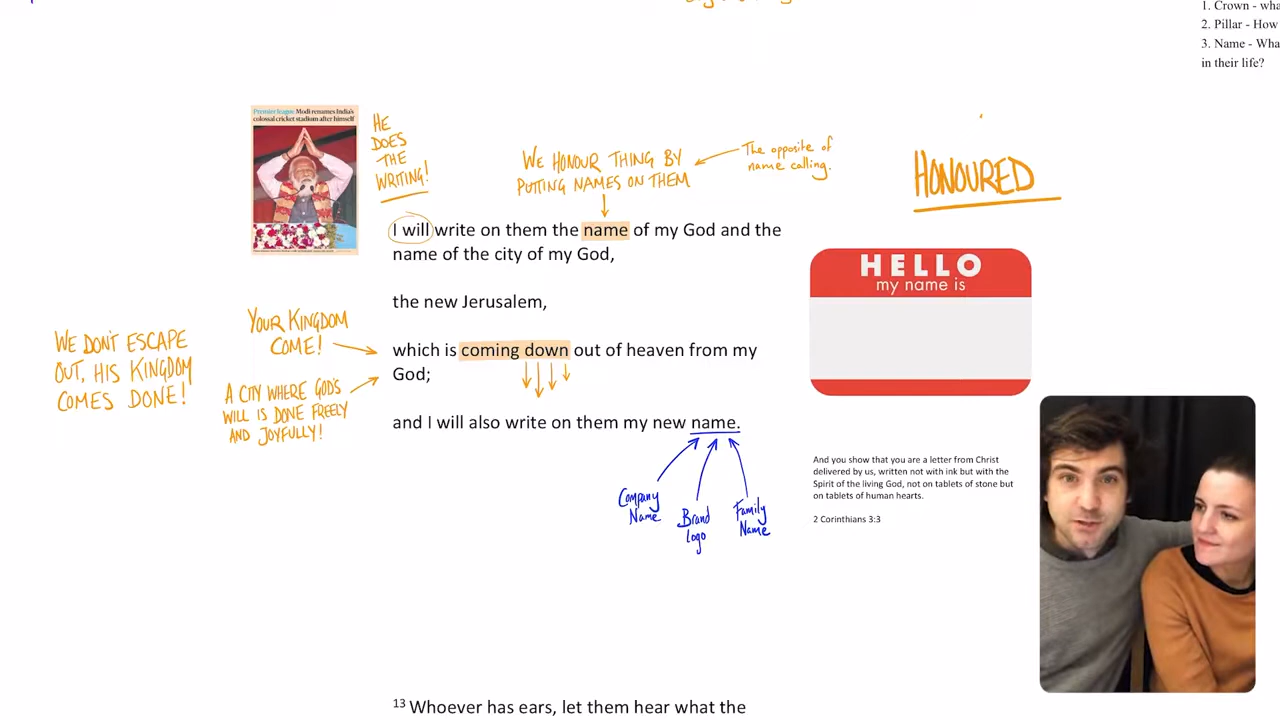 1. Crown - wha
2. Pillar - How
3. Name - Wha
in their life?
Premier league: Modi renames India's
colossal cricket stadium after himself
HE
DOES
THE
WRITING!
WE HONOUR THING BY
PUTTING NAMES ON THEM
The opposite of
name calling.
HONOURED
I will write on them the name of my God and the
name of the city of my God,
the new Jerusalem,
which is coming down out of heaven from my
God;
and I will also write on them my new name.
YOUR KINGDOM
COME!
WE DON'T ESCAPE
OUT, HIS KINGDOM
COMES DONE!
A CITY WHERE GOD'S
WILL IS DONE FREELY
AND JOYFULLY!
Company
Name
Brand
logo
Family
Name
HELLO
my name is
And you show that you are a letter from Christ
delivered by us, written not with ink but with the
Spirit of the living God, not on tablets of stone but
on tablets of human hearts.
2 Corinthians 3:3
13 Whoever has ears, let them hear what the